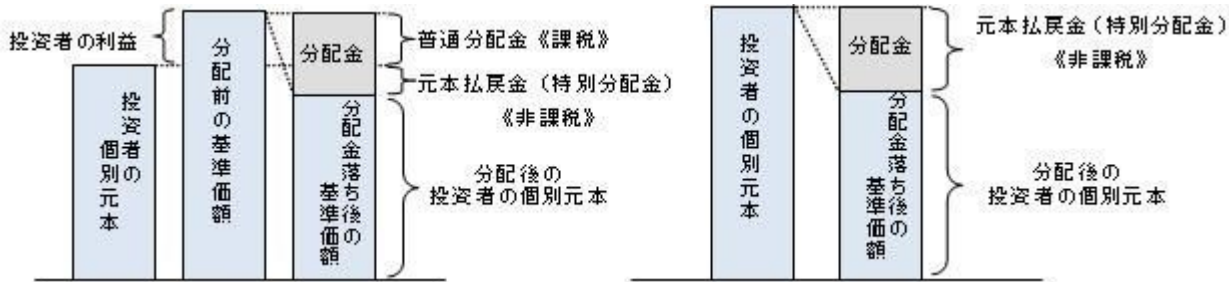 投資者の利益
投資者の
個別元本
分配前の基準価額
分配金
分配金落ち後の
基準価額
普通分配金《課税》
元本払戻金（特別分配金）
《非課税》
分配後の
投資者の個別元本
投資者の個別元本
分配金
分配金落ち後の
基準価額
元本払戻金（特別分配金）
《非課税》
分配後の
投資者の個別元本